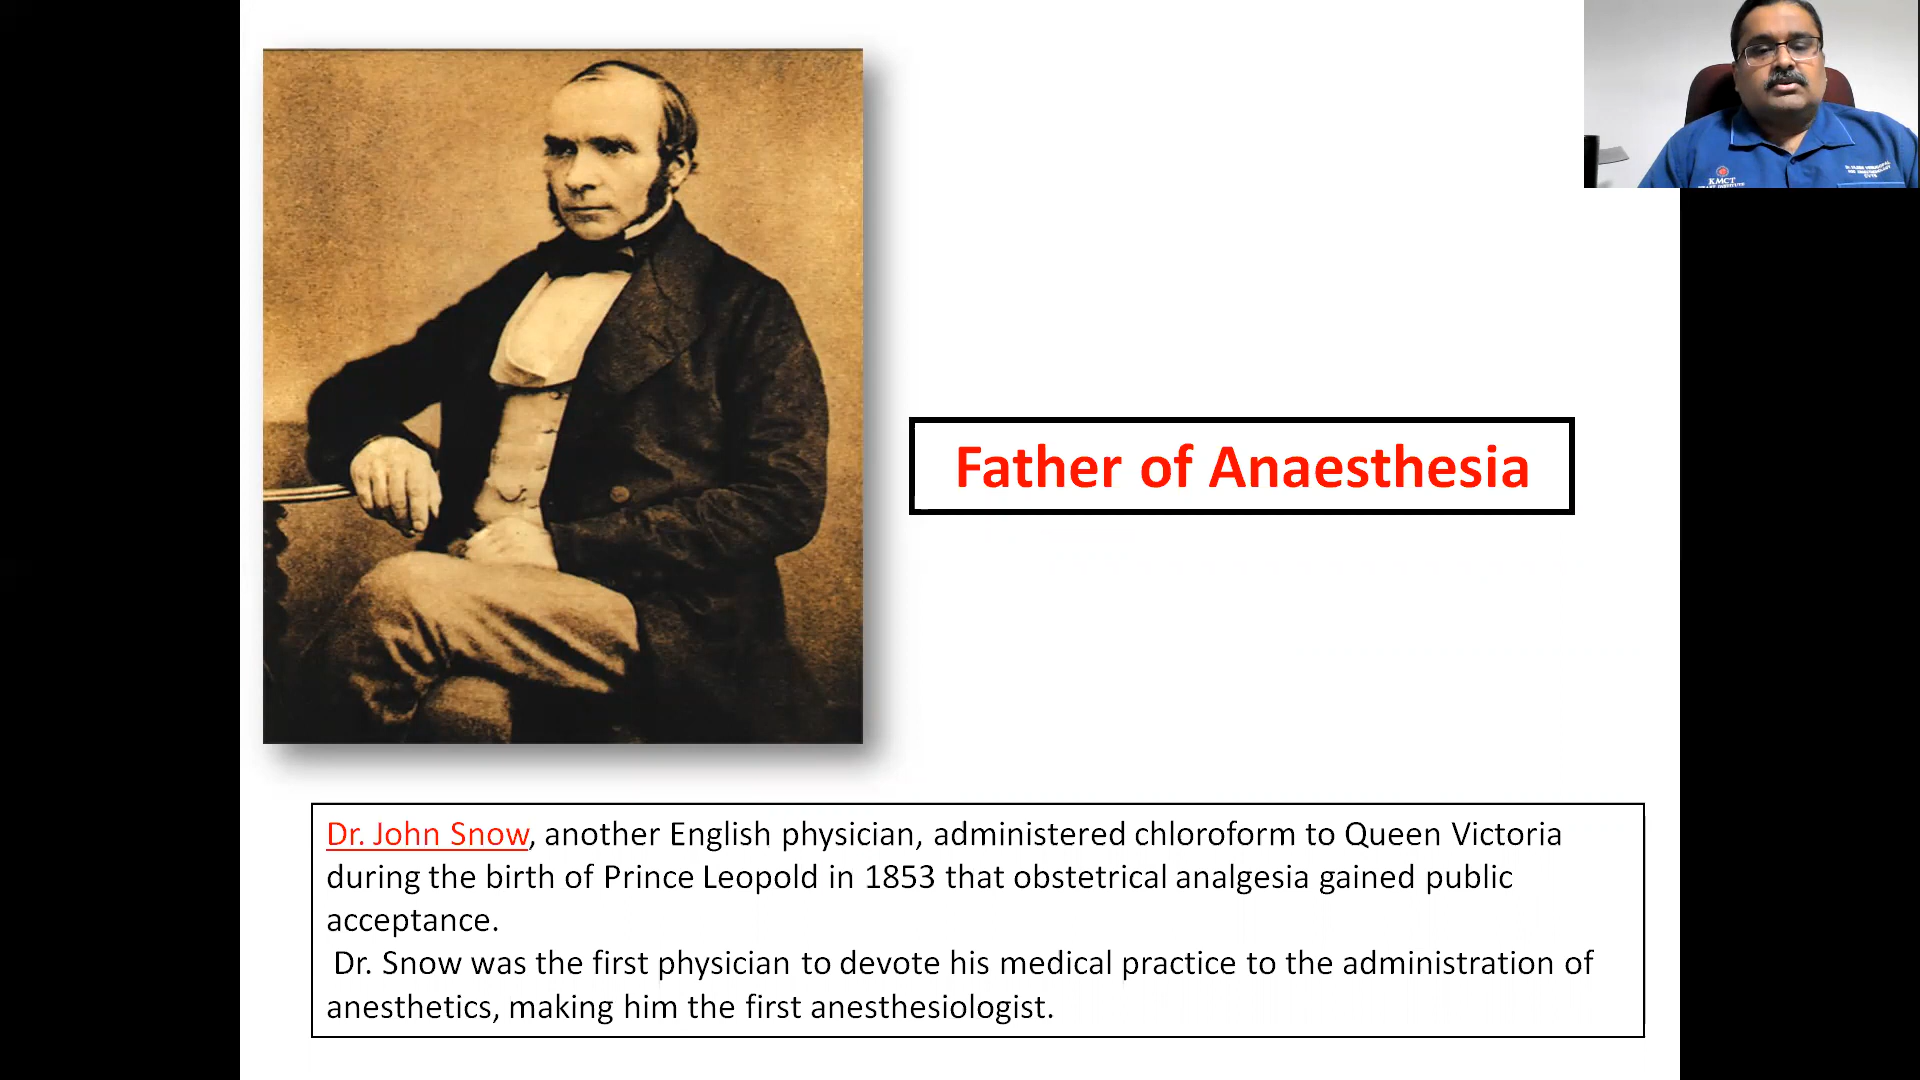 KMCT
Father of Anaesthesia
Dr. John Snow, another English physician, administered chloroform to Queen Victoria
during the birth of Prince Leopold in 1853 that obstetrical analgesia gained public
acceptance.
Dr. Snow was the first physician to devote his medical practice to the administration of
anesthetics, making him the first anesthesiologist.